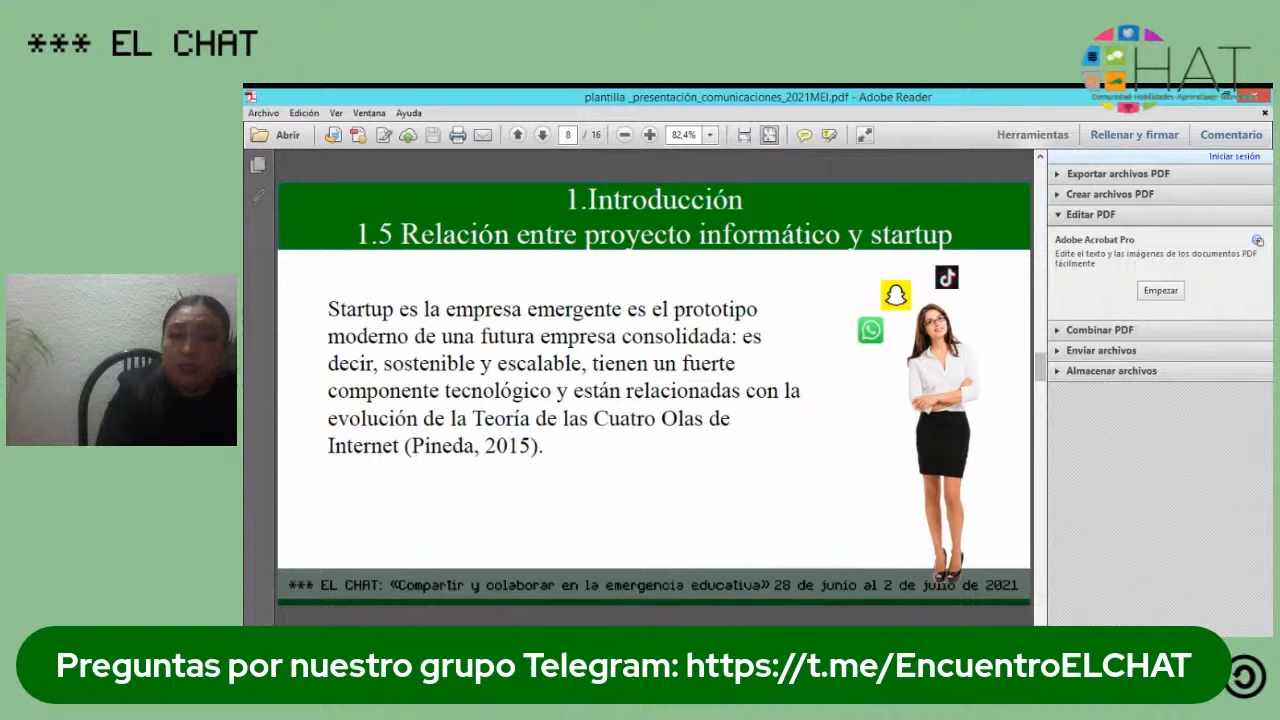 *** EL CHAT
HAT
Comunidad-Habilidades-Aprendizaje-Tecnología
plantilla _presentación_comunicaciones_2021MEI.pdf - Adobe Reader
Archivo Edición Ver Ventana Ayuda
Abrir 8 / 16 82,4% Herramientas Rellenar y firmar Comentario
Iniciar sesión
Exportar archivos PDF
Crear archivos PDF
Editar PDF
Adobe Acrobat Pro
Edite el texto y las imágenes de los documentos PDF
fácilmente
Empezar
Combinar PDF
Enviar archivos
Almacenar archivos
1.Introducción
1.5 Relación entre proyecto informático y startup
Startup es la empresa emergente es el prototipo
moderno de una futura empresa consolidada: es
decir, sostenible y escalable, tienen un fuerte
componente tecnológico y están relacionadas con la
evolución de la Teoría de las Cuatro Olas de
Internet (Pineda, 2015).
*** EL CHAT: «Compartir y colaborar en la emergencia educativa» 28 de junio al 2 de julio de 2021
Preguntas por nuestro grupo Telegram: https://t.me/EncuentroELCHAT